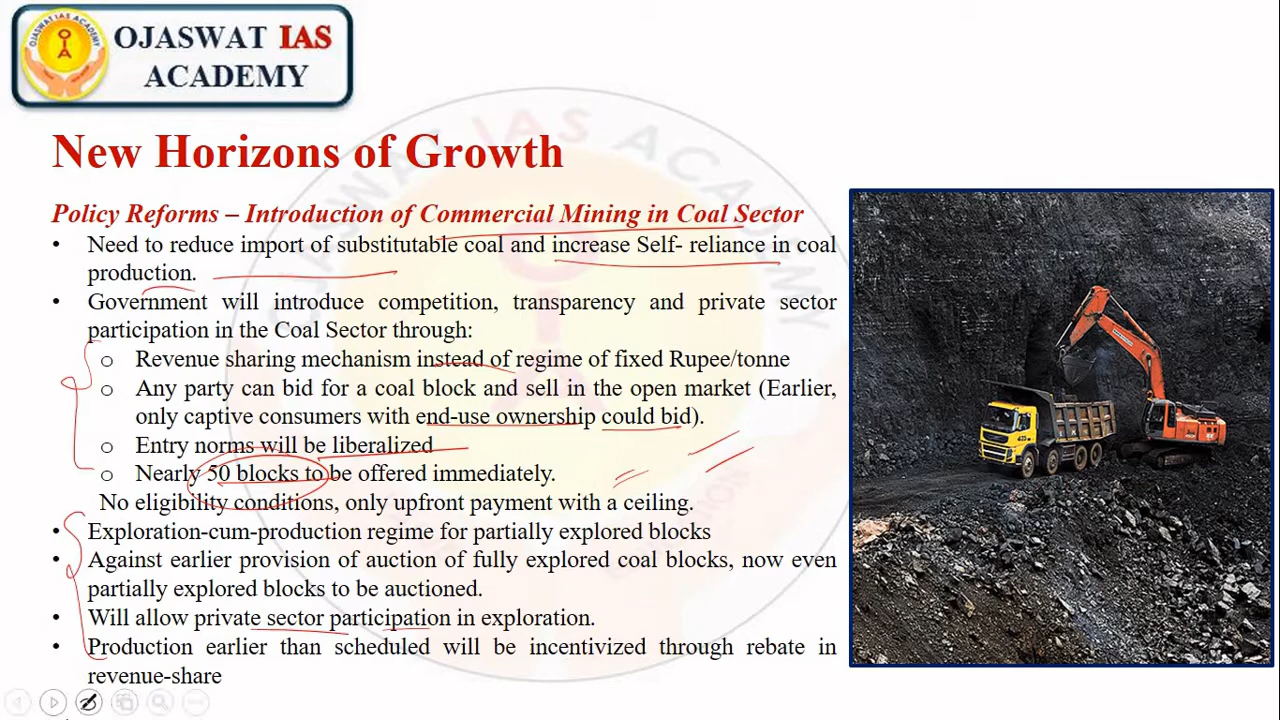 OJASWAT IAS
ACADEMY
New Horizons of Growth
Policy Reforms – Introduction of Commercial Mining in Coal Sector
• Need to reduce import of substitutable coal and increase Self- reliance in coal
production.
• Government will introduce competition, transparency and private sector
participation in the Coal Sector through:
o Revenue sharing mechanism instead of regime of fixed Rupee/tonne
o Any party can bid for a coal block and sell in the open market (Earlier,
only captive consumers with end-use ownership could bid).
o Entry norms will be liberalized
o Nearly 50 blocks to be offered immediately.
No eligibility conditions, only upfront payment with a ceiling.
• Exploration-cum-production regime for partially explored blocks
• Against earlier provision of auction of fully explored coal blocks, now even
partially explored blocks to be auctioned.
• Will allow private sector participation in exploration.
• Production earlier than scheduled will be incentivized through rebate in
revenue-share